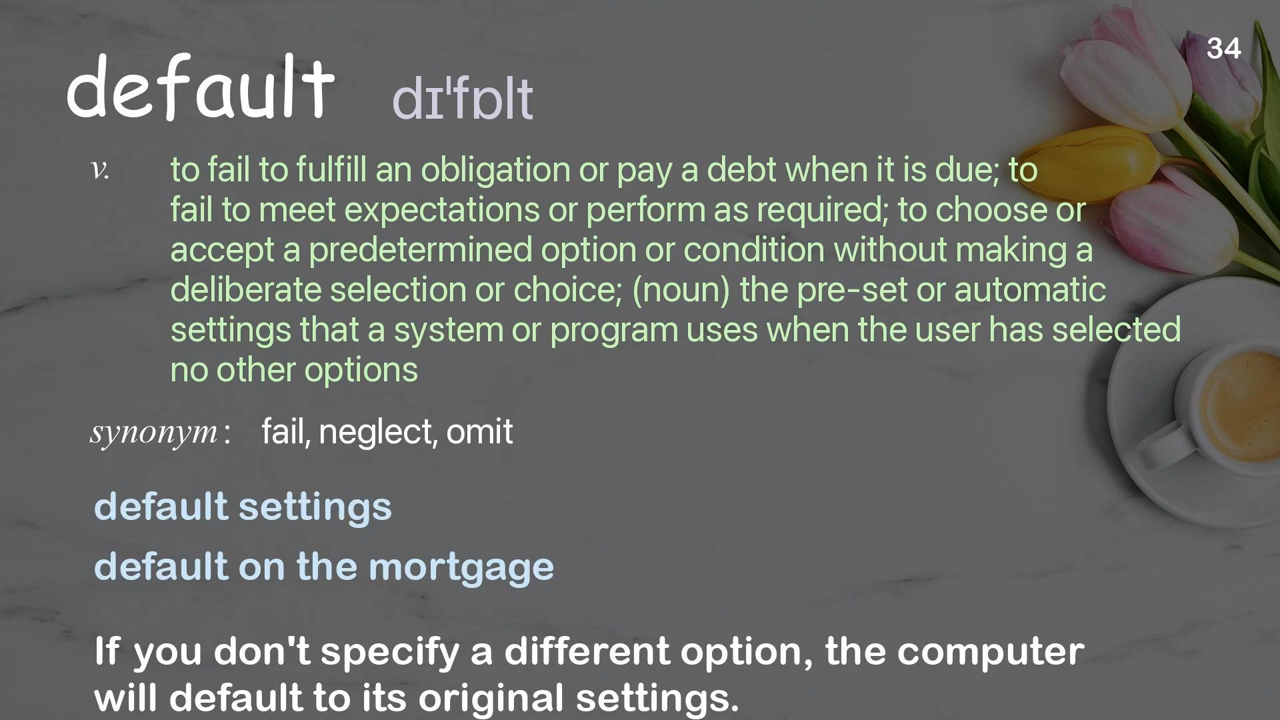 34
default dɪˈfɒlt
v. to fail to fulfill an obligation or pay a debt when it is due; to
fail to meet expectations or perform as required; to choose or
accept a predetermined option or condition without making a
deliberate selection or choice; (noun) the pre-set or automatic
settings that a system or program uses when the user has selected
no other options
synonym : fail, neglect, omit
default settings
default on the mortgage
If you don't specify a different option, the computer
will default to its original settings.